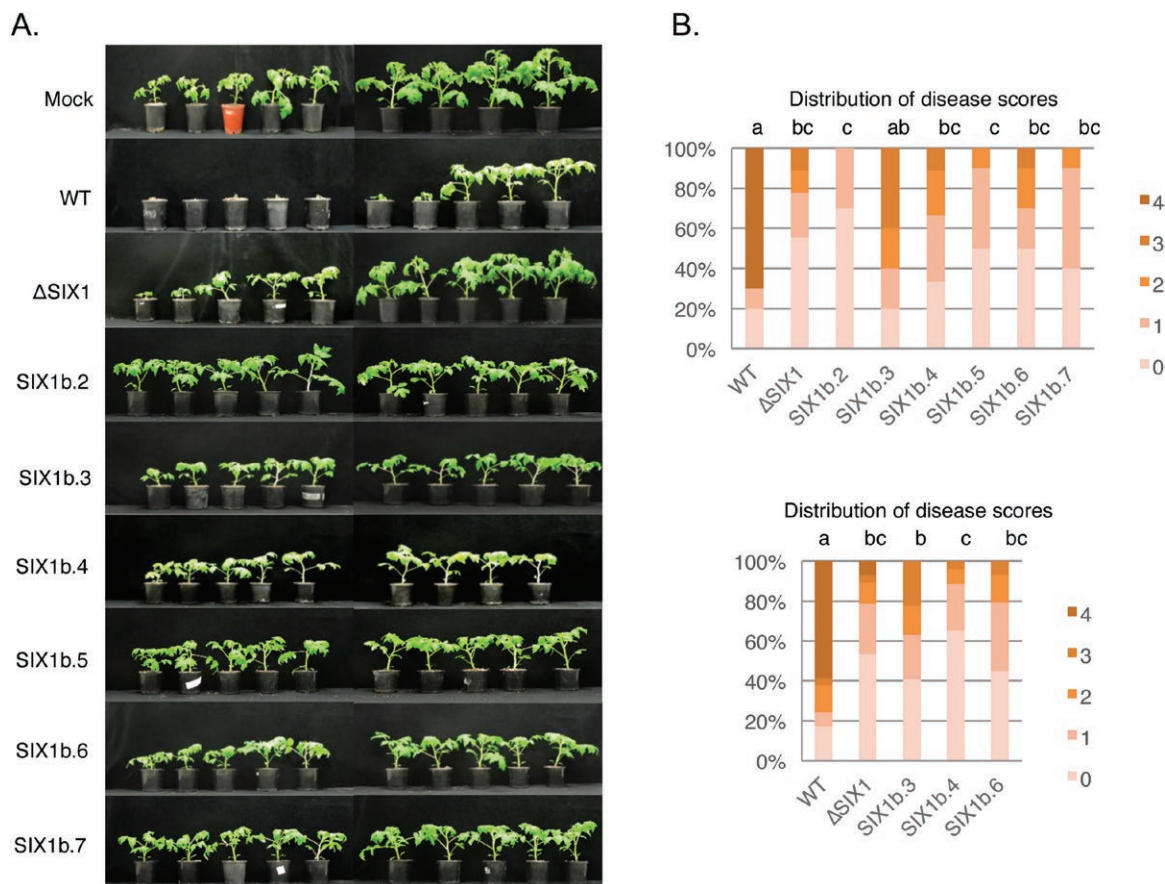 A.
Mock
WT
ΔSIX1
SIX1b.2
SIX1b.3
SIX1b.4
SIX1b.5
SIX1b.6
SIX1b.7
B.
Distribution of disease scores
a bc c ab bc c bc bc
100%
80%
60%
40%
20%
0%
4
3
2
1
0
WT ΔSIX1 SIX1b.2 SIX1b.3 SIX1b.4 SIX1b.5 SIX1b.6 SIX1b.7
Distribution of disease scores
a bc b c bc
100%
80%
60%
40%
20%
0%
4
3
2
1
0
WT ΔSIX1 SIX1b.3 SIX1b.4 SIX1b.6